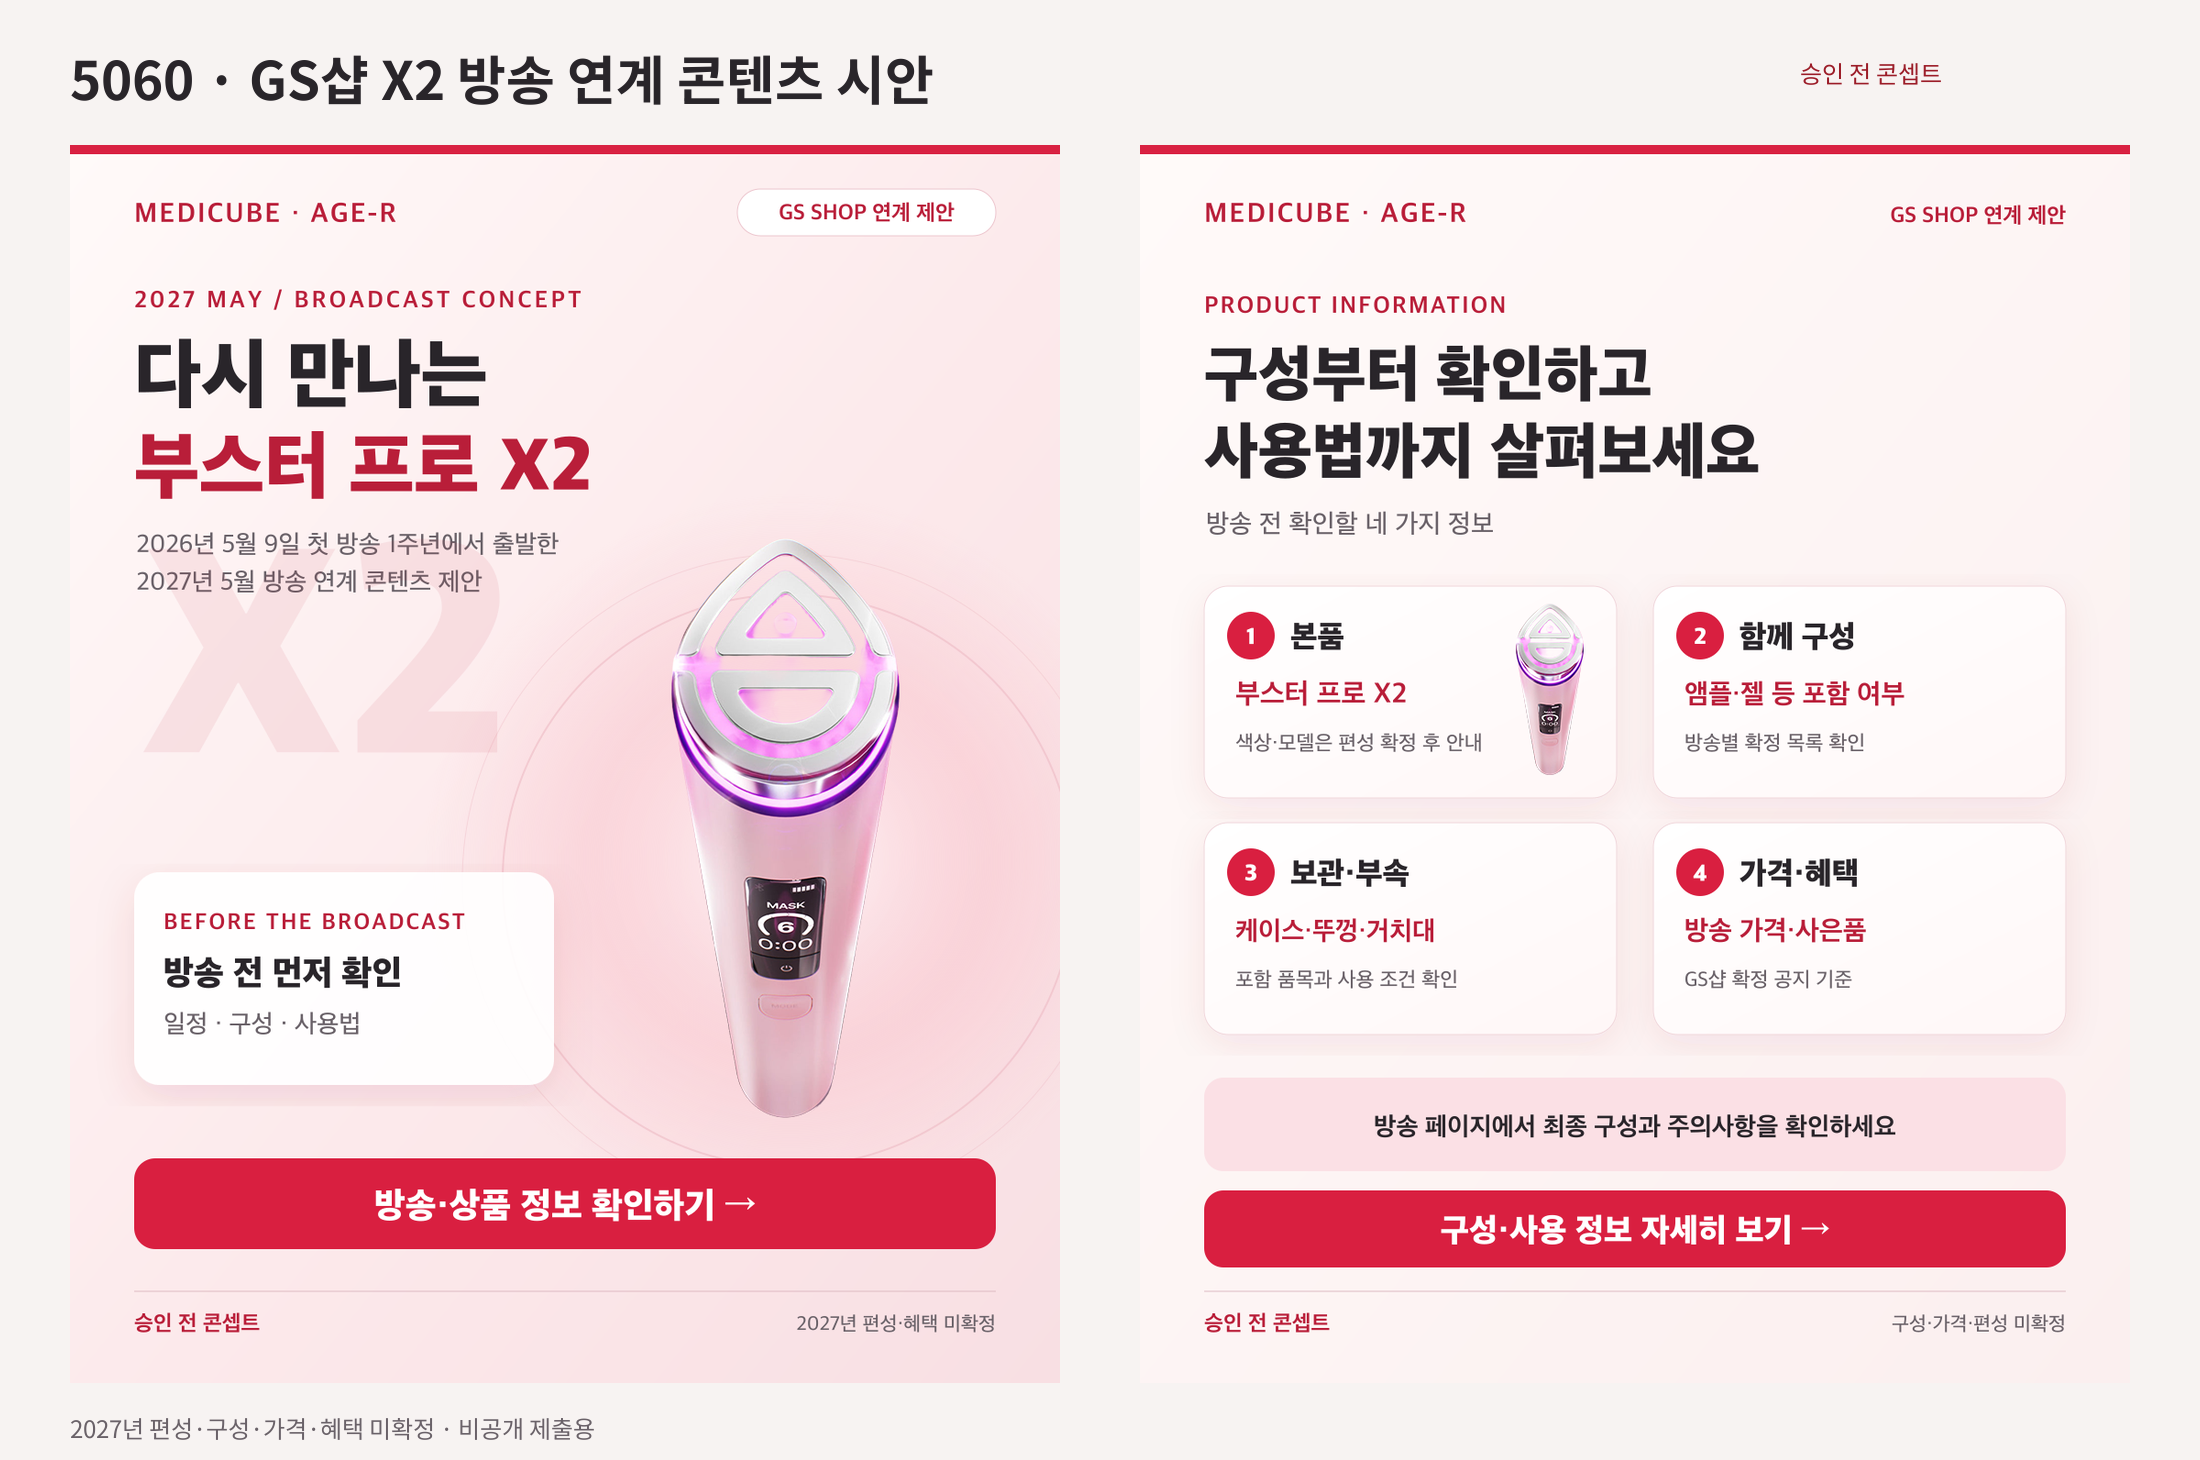 5060 · GS샵 X2 방송 연계 콘텐츠 시안
승인 전 콘셉트
MEDICUBE · AGE-R
GS SHOP 연계 제안
2027 MAY / BROADCAST CONCEPT
다시 만나는
부스터 프로 X2
2026년 5월 9일 첫 방송 1주년에서 출발한
2027년 5월 방송 연계 콘텐츠 제안
X2
MASK
6
0:00
BEFORE THE BROADCAST
방송 전 먼저 확인
일정 · 구성 · 사용법
방송·상품 정보 확인하기 →
승인 전 콘셉트
2027년 편성·혜택 미확정
MEDICUBE · AGE-R
GS SHOP 연계 제안
PRODUCT INFORMATION
구성부터 확인하고
사용법까지 살펴보세요
방송 전 확인할 네 가지 정보
1 본품
부스터 프로 X2
색상·모델은 편성 확정 후 안내
2 함께 구성
앰플·젤 등 포함 여부
방송별 확정 목록 확인
3 보관·부속
케이스·뚜껑·거치대
포함 품목과 사용 조건 확인
4 가격·혜택
방송 가격·사은품
GS샵 확정 공지 기준
방송 페이지에서 최종 구성과 주의사항을 확인하세요
구성·사용 정보 자세히 보기 →
승인 전 콘셉트
구성·가격·편성 미확정
2027년 편성·구성·가격·혜택 미확정 · 비공개 제출용